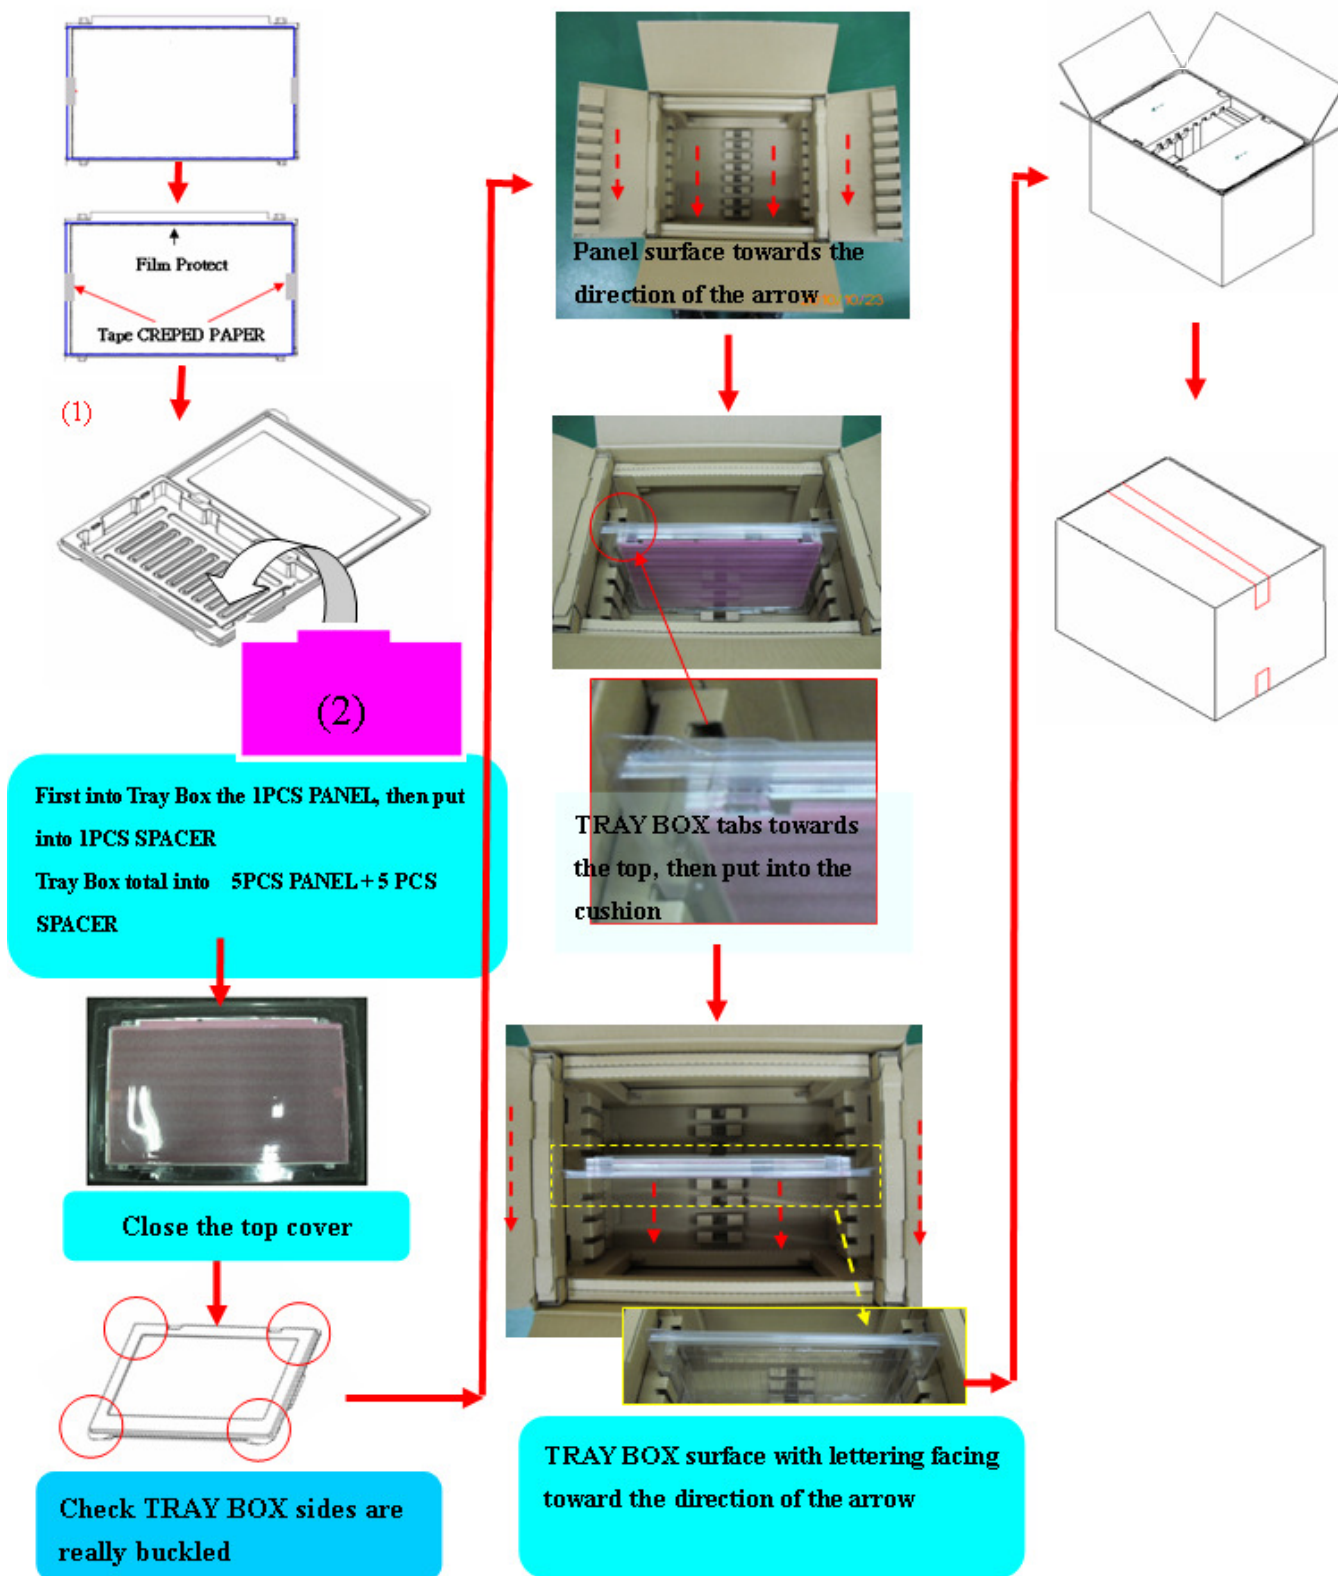 Film Protect
Tape CREPED PAPER
(1)
(2)
First into Tray Box the 1PCS PANEL, then put
into 1PCS SPACER
Tray Box total into 5PCS PANEL + 5 PCS
SPACER
Close the top cover
Check TRAY BOX sides are
really buckled
Panel surface towards the
direction of the arrow
10/23
TRAY BOX tabs towards
the top, then put into the
cushion
TRAY BOX surface with lettering facing
toward the direction of the arrow